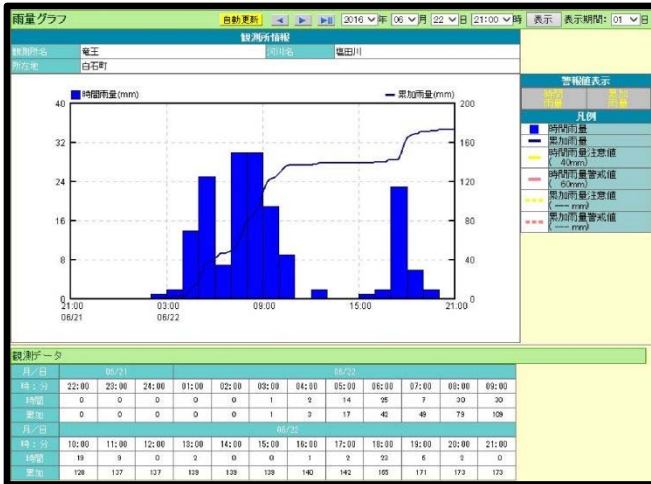 雨量グラフ
自動更新 ◀ ▶ ▶|| 2016 年 06 月 22 日 21:00 時 表示 表示期間: 01 日
観測所情報
観測所名 竜王 河川名 塩田川
所在地 白石町
時間雨量(mm) 累加雨量(mm)
40 200
32 160
24 120
16 80
8 40
0 0
21:00 03:00 09:00 15:00 21:00
06/21 06/22
警報値表示
時間雨量 累加雨量
凡例
時間雨量
累加雨量
時間雨量注意値
( 40mm)
時間雨量警戒値
( 60mm)
累加雨量注意値
( --- mm)
累加雨量警戒値
( --- mm)
観測データ
月/日 06/21 06/22
時:分 22:00 23:00 24:00 01:00 02:00 03:00 04:00 05:00 06:00 07:00 08:00 09:00
時間 0 0 0 0 0 1 2 14 25 7 30 30
累加 0 0 0 0 0 1 3 17 42 49 79 109
月/日 06/22
時:分 10:00 11:00 12:00 13:00 14:00 15:00 16:00 17:00 18:00 19:00 20:00 21:00
時間 19 9 0 2 0 0 1 2 23 6 2 0
累加 128 137 137 139 139 139 140 142 165 171 173 173